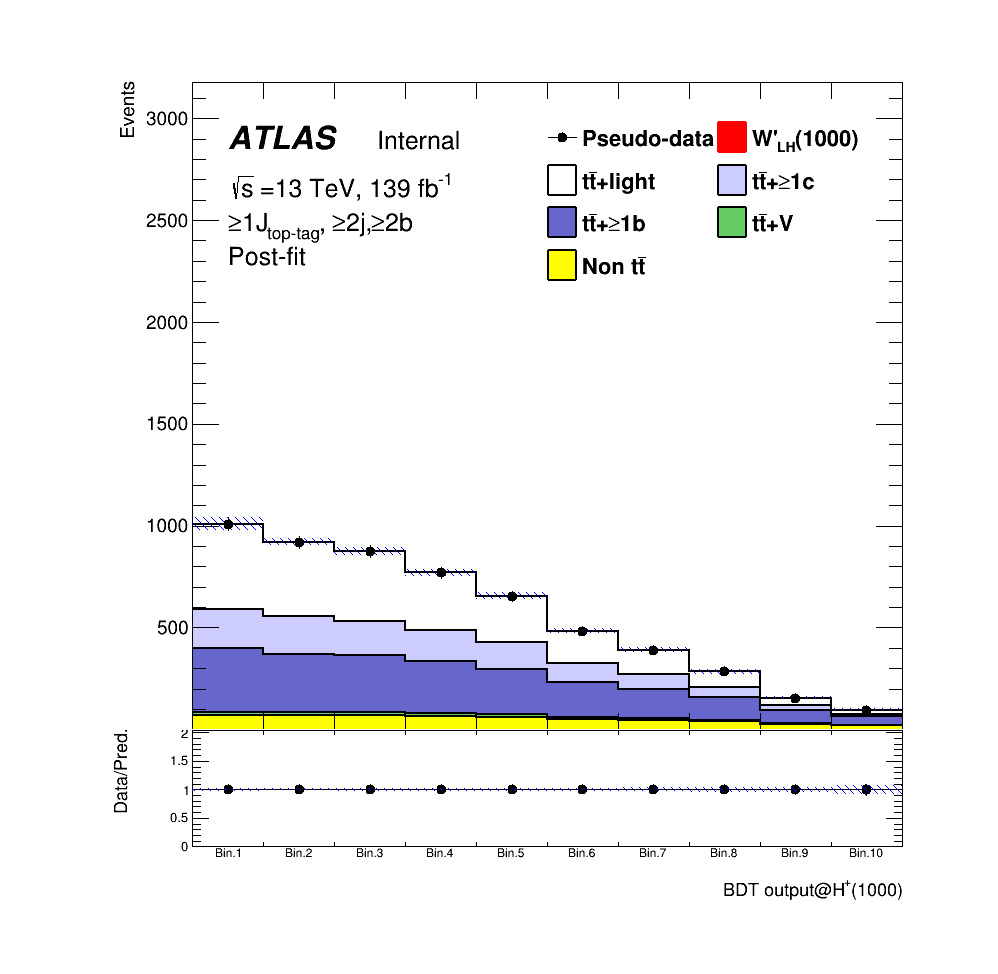 Events
3000
2500
2000
1500
1000
500
ATLAS Internal
√s =13 TeV, 139 fb⁻¹
≥1J_top-tag, ≥2j,≥2b
Post-fit
Pseudo-data
W'_LH(1000)
tt̄+light
tt̄+≥1c
tt̄+≥1b
tt̄+V
Non tt̄
Data/Pred.
2
1.5
1
0.5
0
Bin.1 Bin.2 Bin.3 Bin.4 Bin.5 Bin.6 Bin.7 Bin.8 Bin.9 Bin.10
BDT output@H⁺(1000)